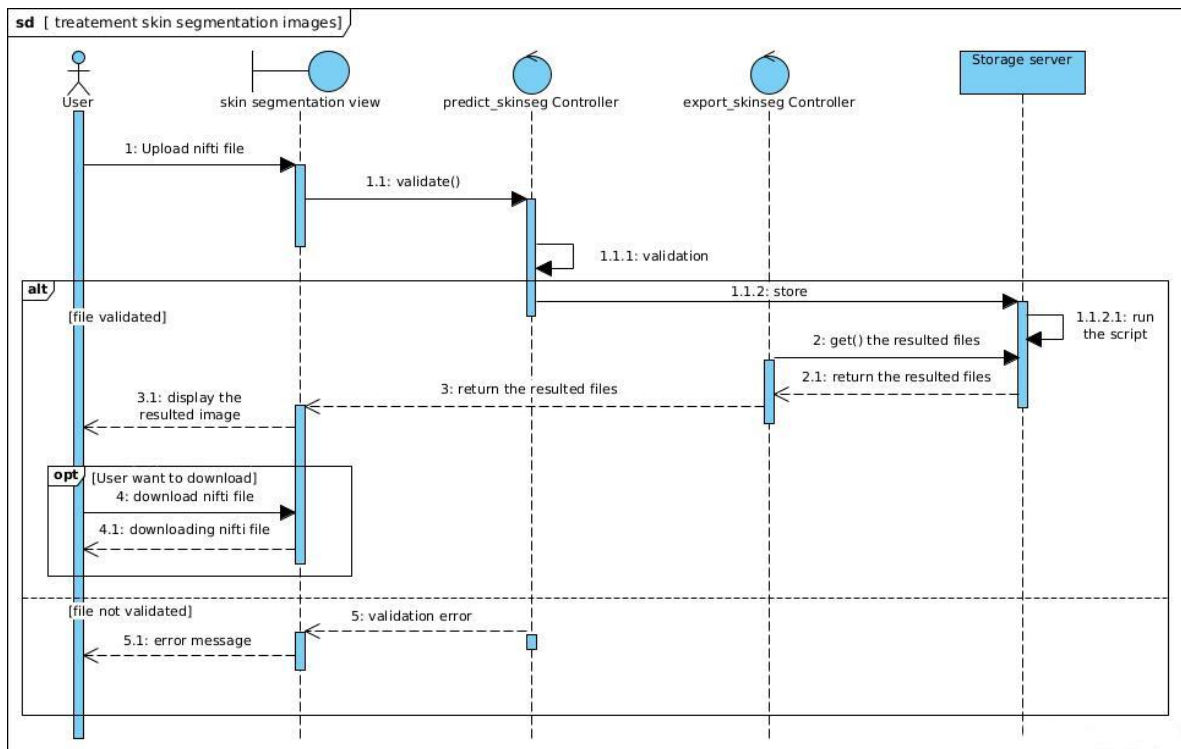 sd [ treatement skin segmentation images]
User
skin segmentation view
predict_skinseg Controller
export_skinseg Controller
Storage server
1: Upload nifti file
1.1: validate()
1.1.1: validation
alt
[file validated]
1.1.2: store
1.1.2.1: run
the script
2: get() the resulted files
2.1: return the resulted files
3: return the resulted files
3.1: display the
resulted image
opt
[User want to download]
4: download nifti file
4.1: downloading nifti file
[file not validated]
5: validation error
5.1: error message